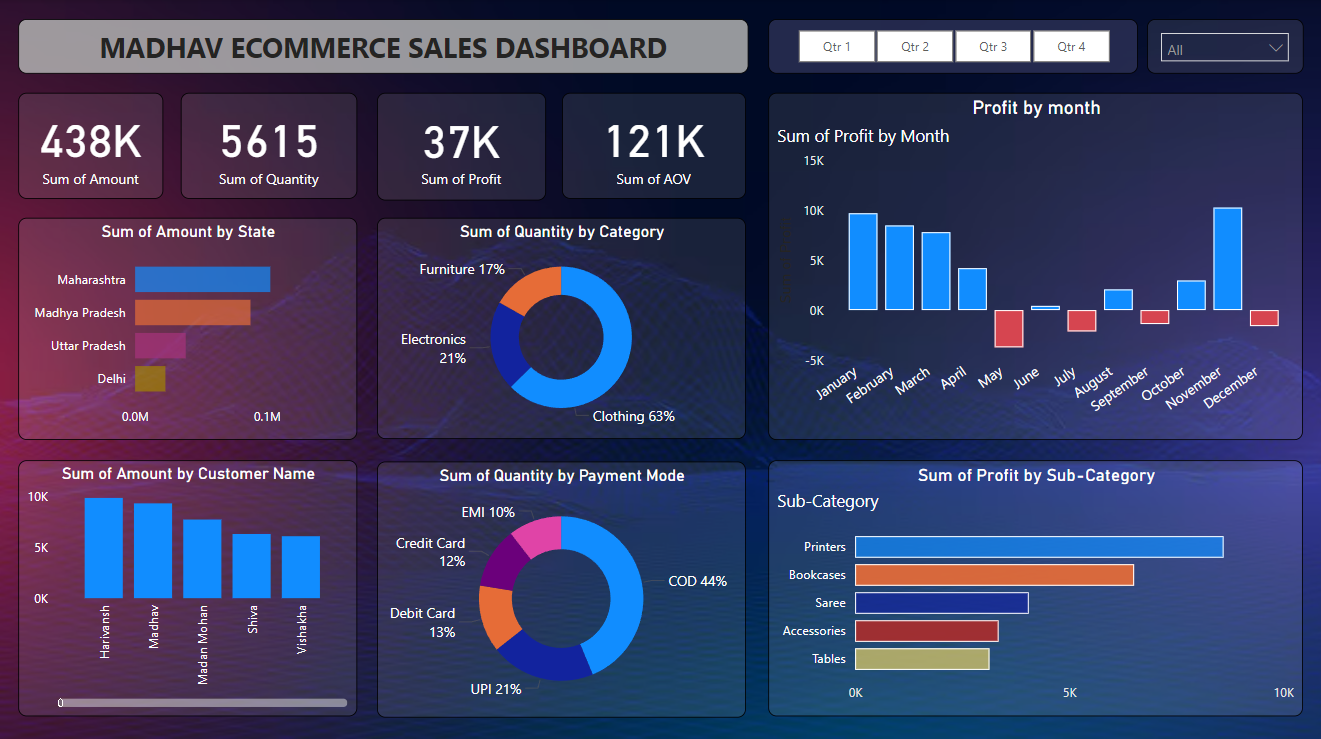 MADHAV ECOMMERCE SALES DASHBOARD
Qtr 1
Qtr 2
Qtr 3
Qtr 4
All
438K
Sum of Amount
5615
Sum of Quantity
37K
Sum of Profit
121K
Sum of AOV
Profit by month
Sum of Profit by Month
15K
10K
5K
0K
-5K
January
February
March
April
May
June
July
August
September
October
November
December
Sum of Amount by State
Maharashtra
Madhya Pradesh
Uttar Pradesh
Delhi
0.0M
0.1M
Sum of Quantity by Category
Furniture 17%
Electronics
21%
Clothing 63%
Sum of Amount by Customer Name
10K
5K
0K
Harivansh
Madhav
Madan Mohan
Shiva
Vishakha
Sum of Quantity by Payment Mode
EMI 10%
Credit Card
12%
COD 44%
Debit Card
13%
UPI 21%
Sum of Profit by Sub-Category
Sub-Category
Printers
Bookcases
Saree
Accessories
Tables
0K
5K
10K